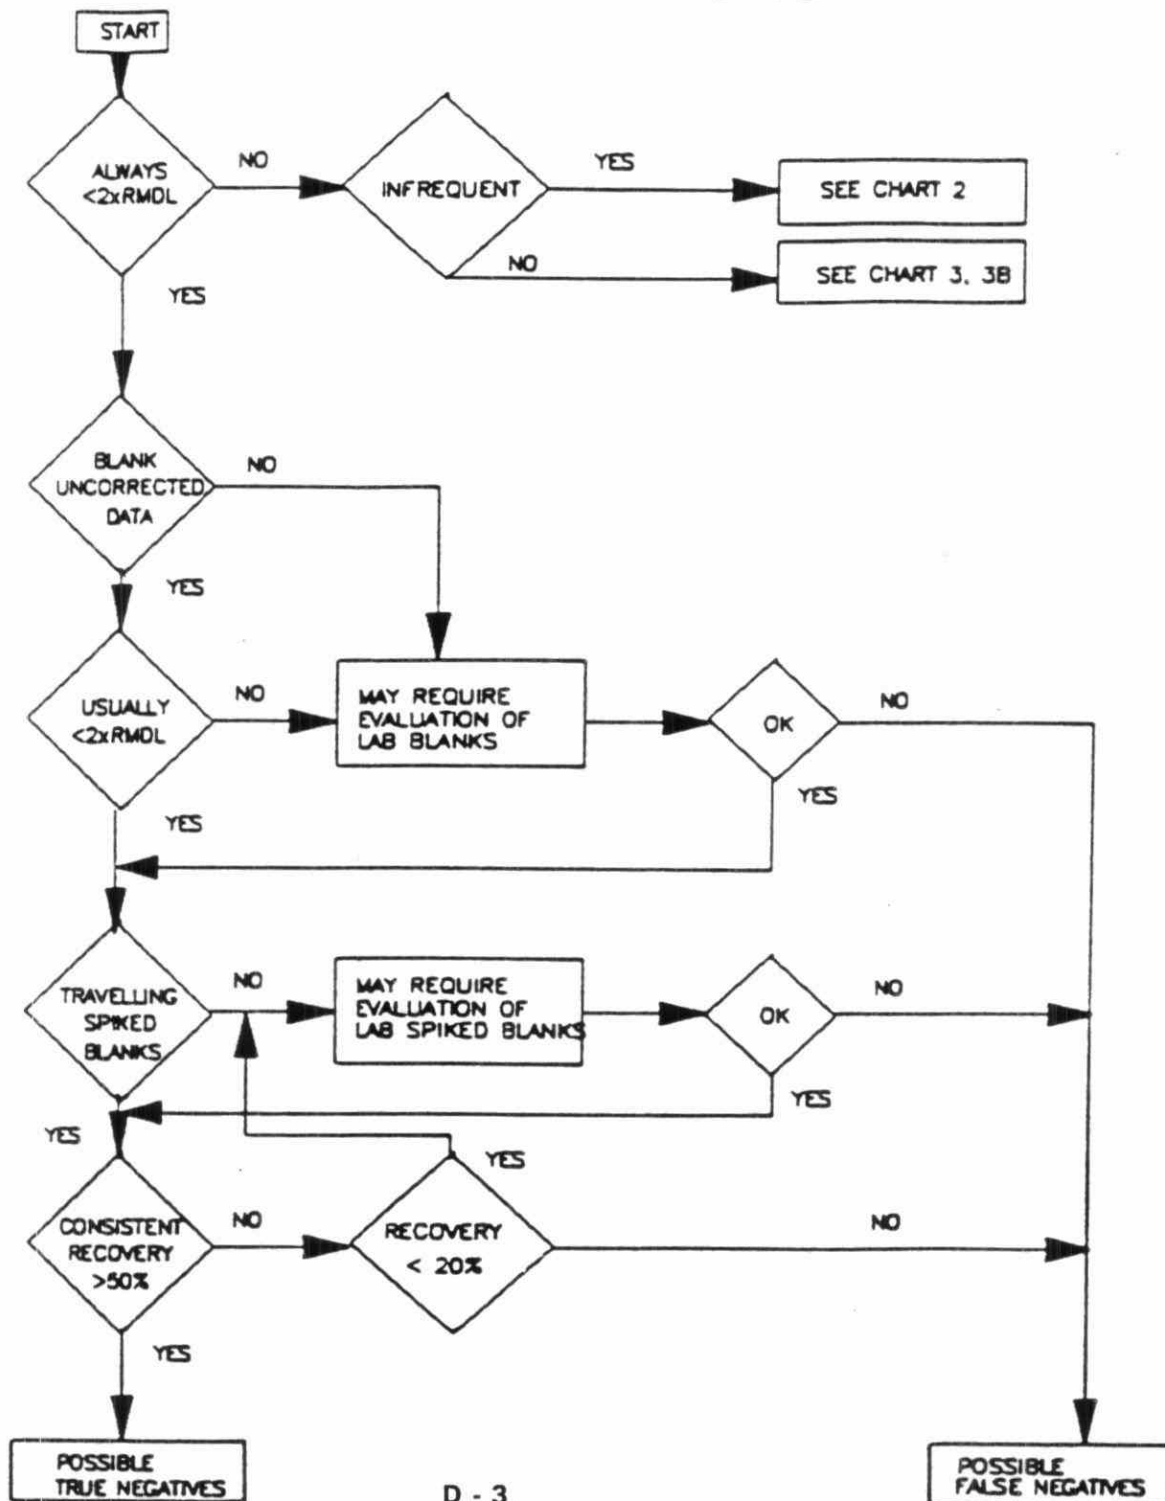 START
ALWAYS
<2xRMDL
NO
INFREQUENT
YES
SEE CHART 2
NO
SEE CHART 3, 3B
YES
BLANK
UNCORRECTED
DATA
NO
YES
USUALLY
<2xRMDL
NO
MAY REQUIRE
EVALUATION OF
LAB BLANKS
OK
NO
YES
YES
TRAVELLING
SPIKED
BLANKS
NO
MAY REQUIRE
EVALUATION OF
LAB SPIKED BLANKS
OK
NO
YES
YES
CONSISTENT
RECOVERY
>50%
NO
RECOVERY
< 20%
YES
NO
YES
POSSIBLE
TRUE NEGATIVES
POSSIBLE
FALSE NEGATIVES
D - 3